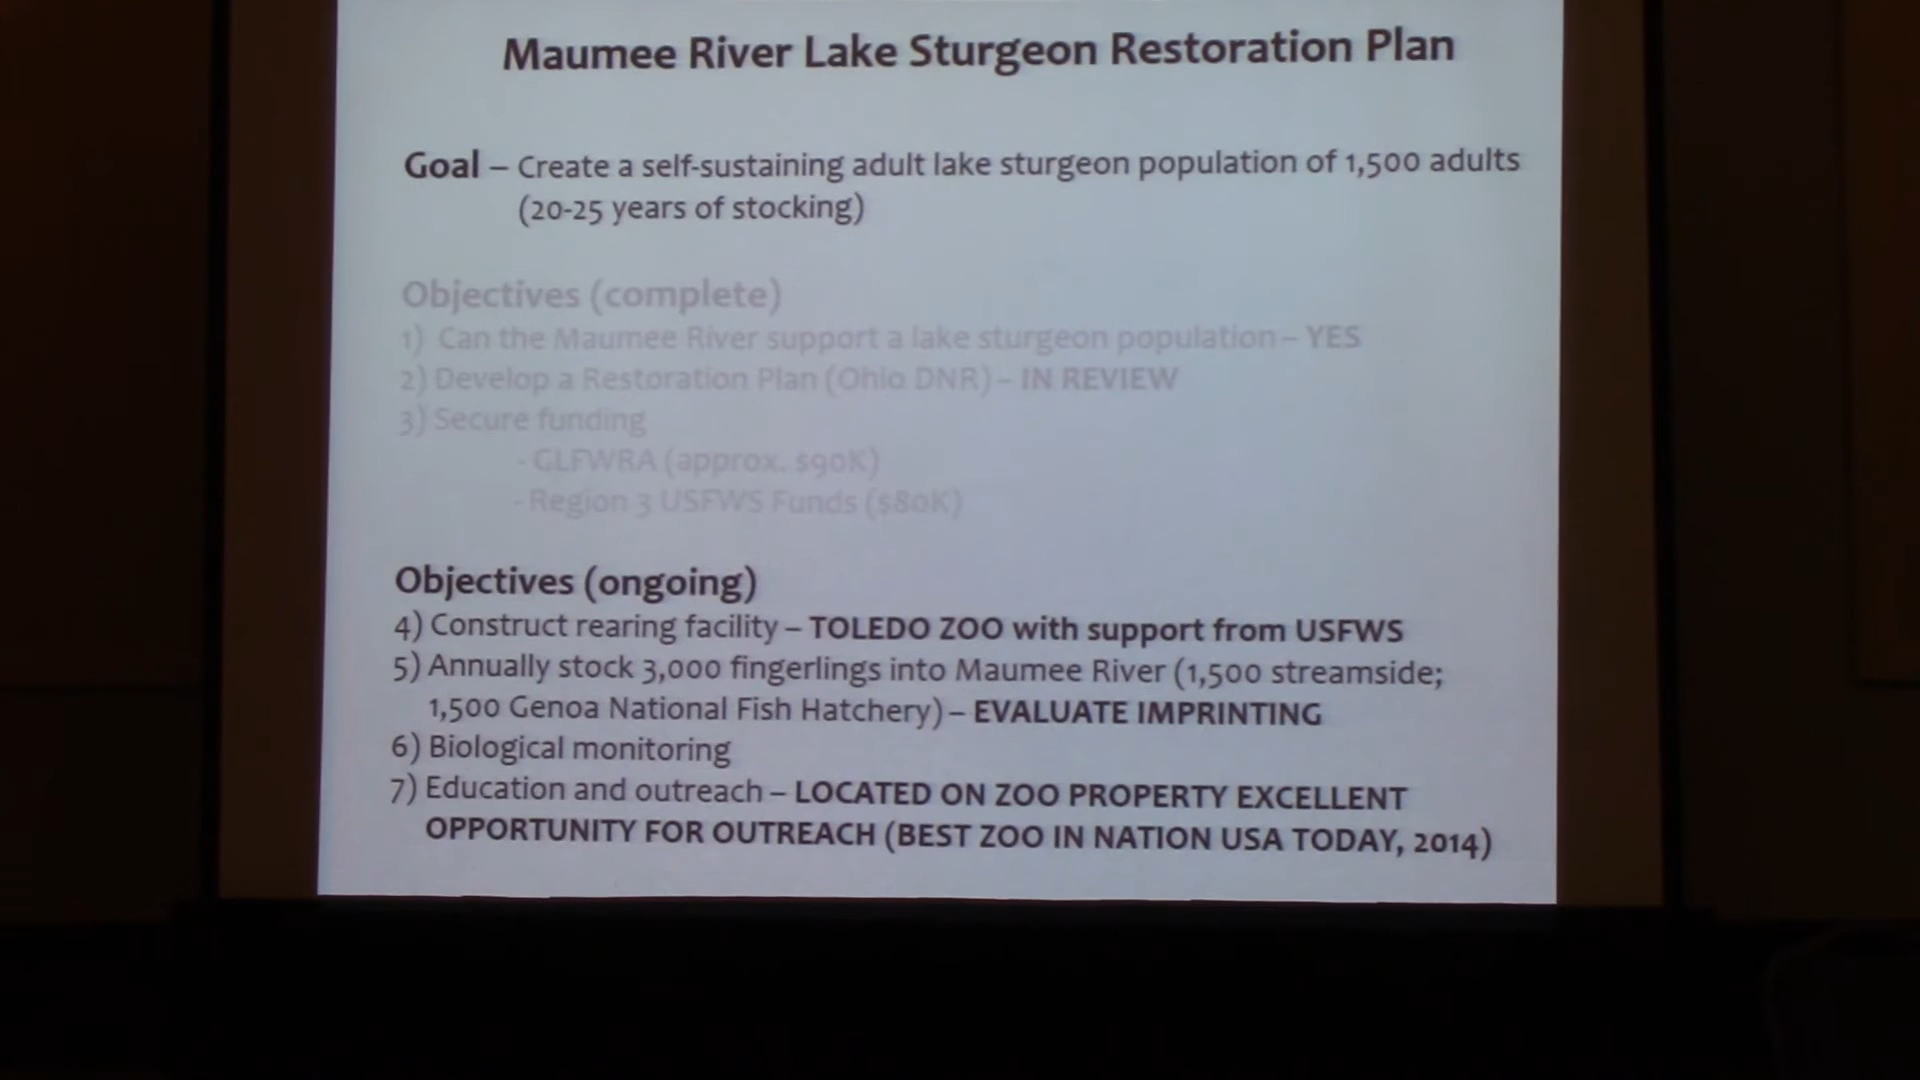 Maumee River Lake Sturgeon Restoration Plan
Goal – Create a self-sustaining adult lake sturgeon population of 1,500 adults
(20-25 years of stocking)
Objectives (complete)
1) Can the Maumee River support a lake sturgeon population – YES
2) Develop a Restoration Plan (Ohio DNR) – IN REVIEW
3) Secure funding
- GLFWRA (approx. $90K)
- Region 3 USFWS Funds ($80K)
Objectives (ongoing)
4) Construct rearing facility – TOLEDO ZOO with support from USFWS
5) Annually stock 3,000 fingerlings into Maumee River (1,500 streamside;
1,500 Genoa National Fish Hatchery) – EVALUATE IMPRINTING
6) Biological monitoring
7) Education and outreach – LOCATED ON ZOO PROPERTY EXCELLENT
OPPORTUNITY FOR OUTREACH (BEST ZOO IN NATION USA TODAY, 2014)